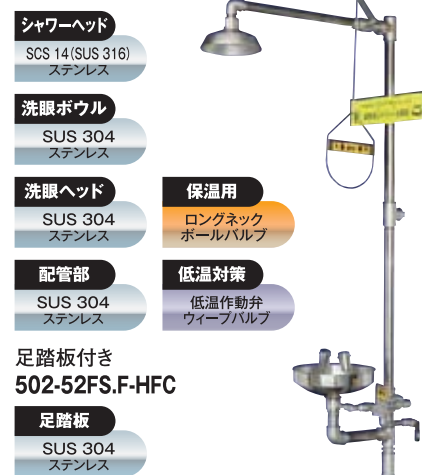 シャワーヘッド
SCS 14(SUS 316)
ステンレス
洗眼ボウル
SUS 304
ステンレス
洗眼ヘッド
SUS 304
ステンレス
保温用
ロングネック
ボールバルブ
配管部
SUS 304
ステンレス
低温対策
低温作動弁
ウィープバルブ
足踏板付き
502-52FS.F-HFC
足踏板
SUS 304
ステンレス